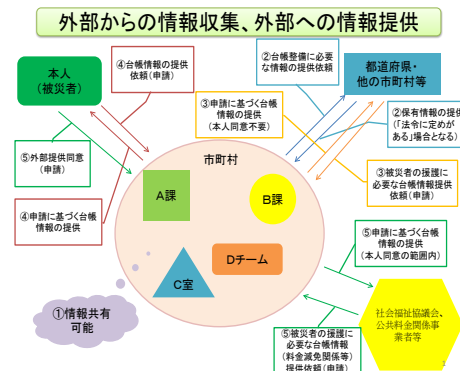 外部からの情報収集、外部への情報提供
本人
（被災者）
④台帳情報の提供
依頼（申請）
②台帳整備に必要
な情報の提供依頼
都道府県・
他の市町村等
③申請に基づく台帳
情報の提供
（本人同意不要）
②保有情報の提供
（「法令に定めが
ある」場合となる）
⑤外部提供同意
（申請）
市町村
A課
B課
③被災者の援護に
必要な台帳情報提供
依頼（申請）
④申請に基づく台帳
情報の提供
Dチーム
C室
⑤申請に基づく台帳
情報の提供
（本人同意の範囲内）
①情報共有
可能
社会福祉協議会、
公共料金関係事
業者等
⑤被災者の援護に
必要な台帳情報
（料金減免関係等）
提供依頼（申請）
1